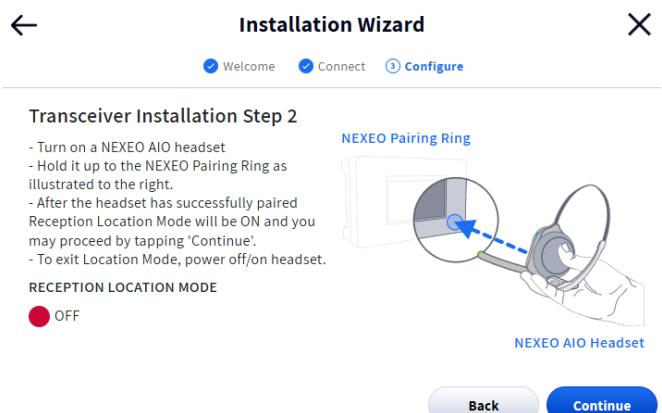 Installation Wizard
Welcome
Connect
3 Configure
Transceiver Installation Step 2
- Turn on a NEXEO AIO headset
- Hold it up to the NEXEO Pairing Ring as
illustrated to the right.
- After the headset has successfully paired
Reception Location Mode will be ON and you
may proceed by tapping 'Continue'.
- To exit Location Mode, power off/on headset.
RECEPTION LOCATION MODE
OFF
NEXEO Pairing Ring
NEXEO AIO Headset
Back
Continue